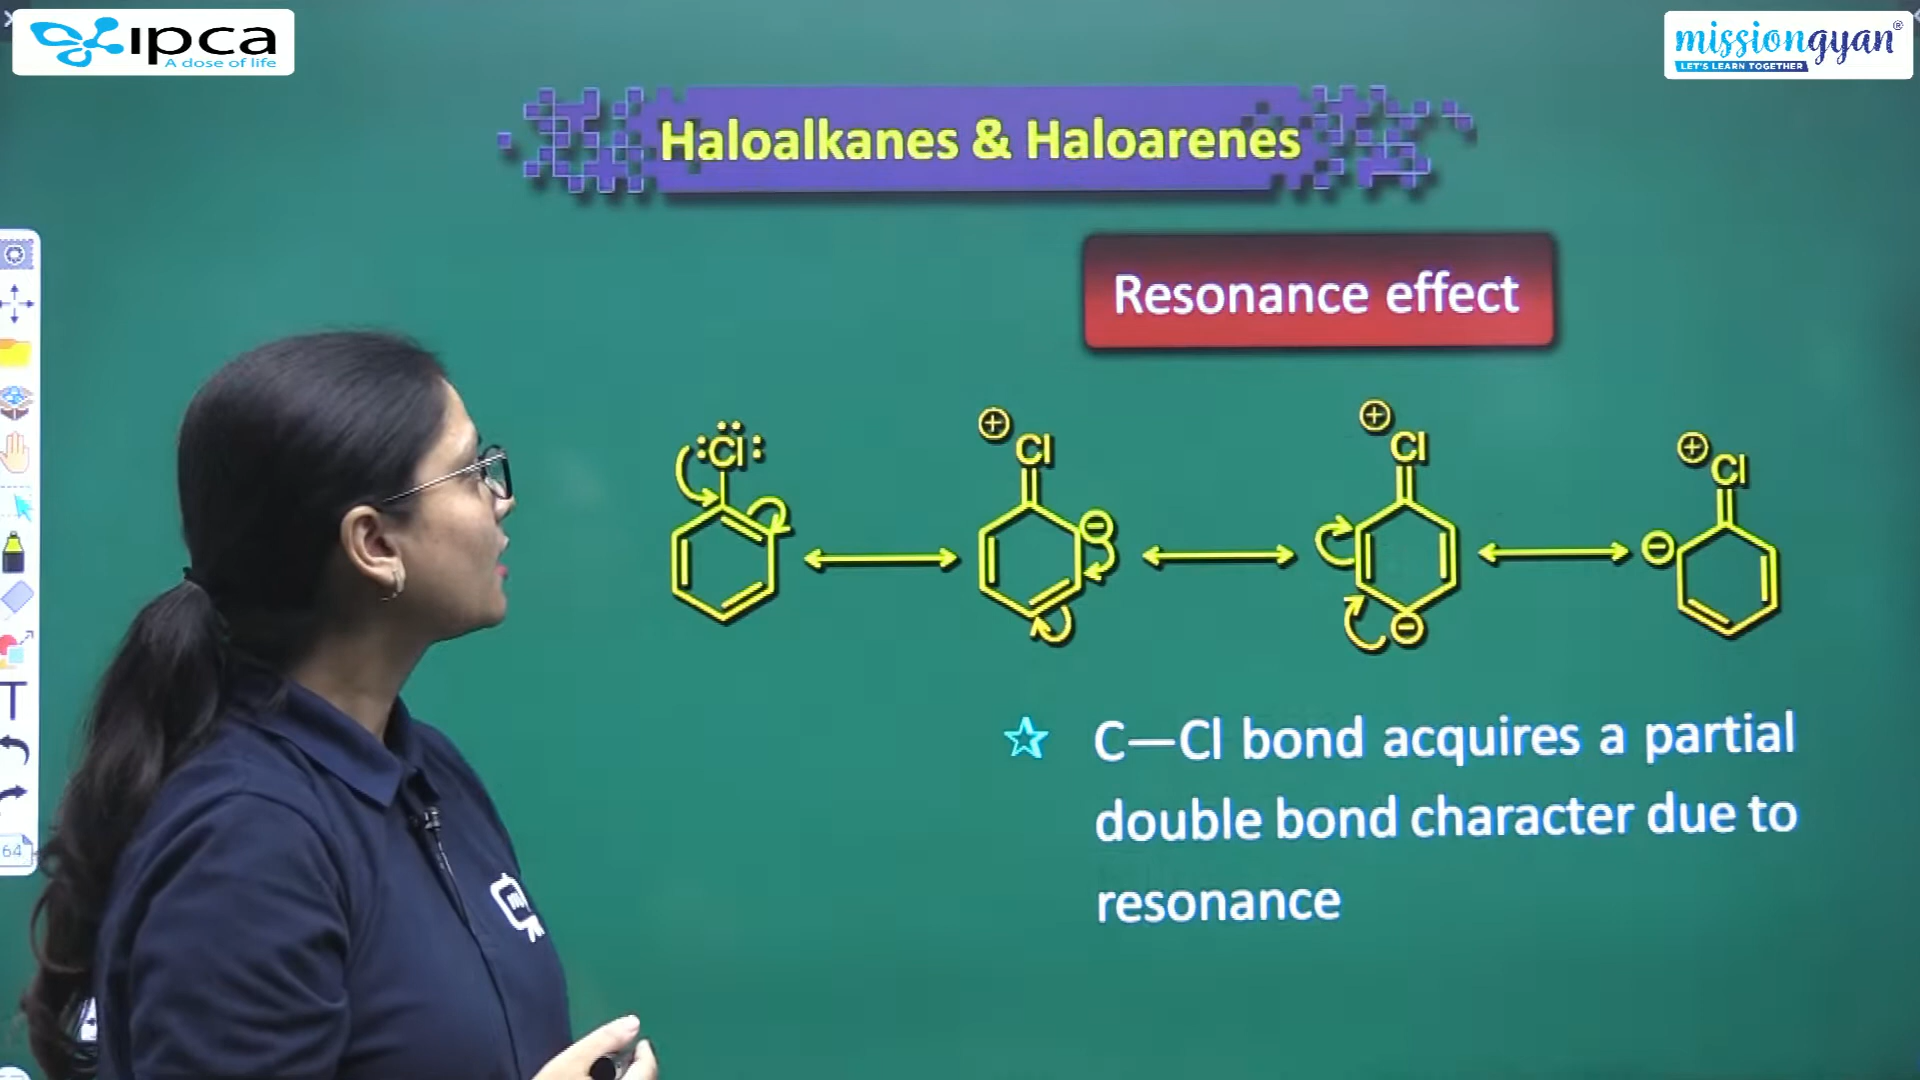 ipca
A dose of life
missiongyan®
LET'S LEARN TOGETHER
Haloalkanes & Haloarenes
Resonance effect
:Cl:
⊕
Cl
⊖
⊕
Cl
⊖
⊕
Cl
⊖
☆ C—Cl bond acquires a partial
double bond character due to
resonance
T
64